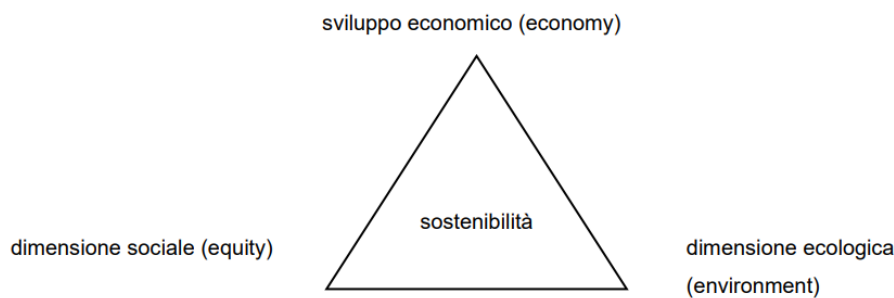 sviluppo economico (economy)
sostenibilità
dimensione sociale (equity)
dimensione ecologica
(environment)